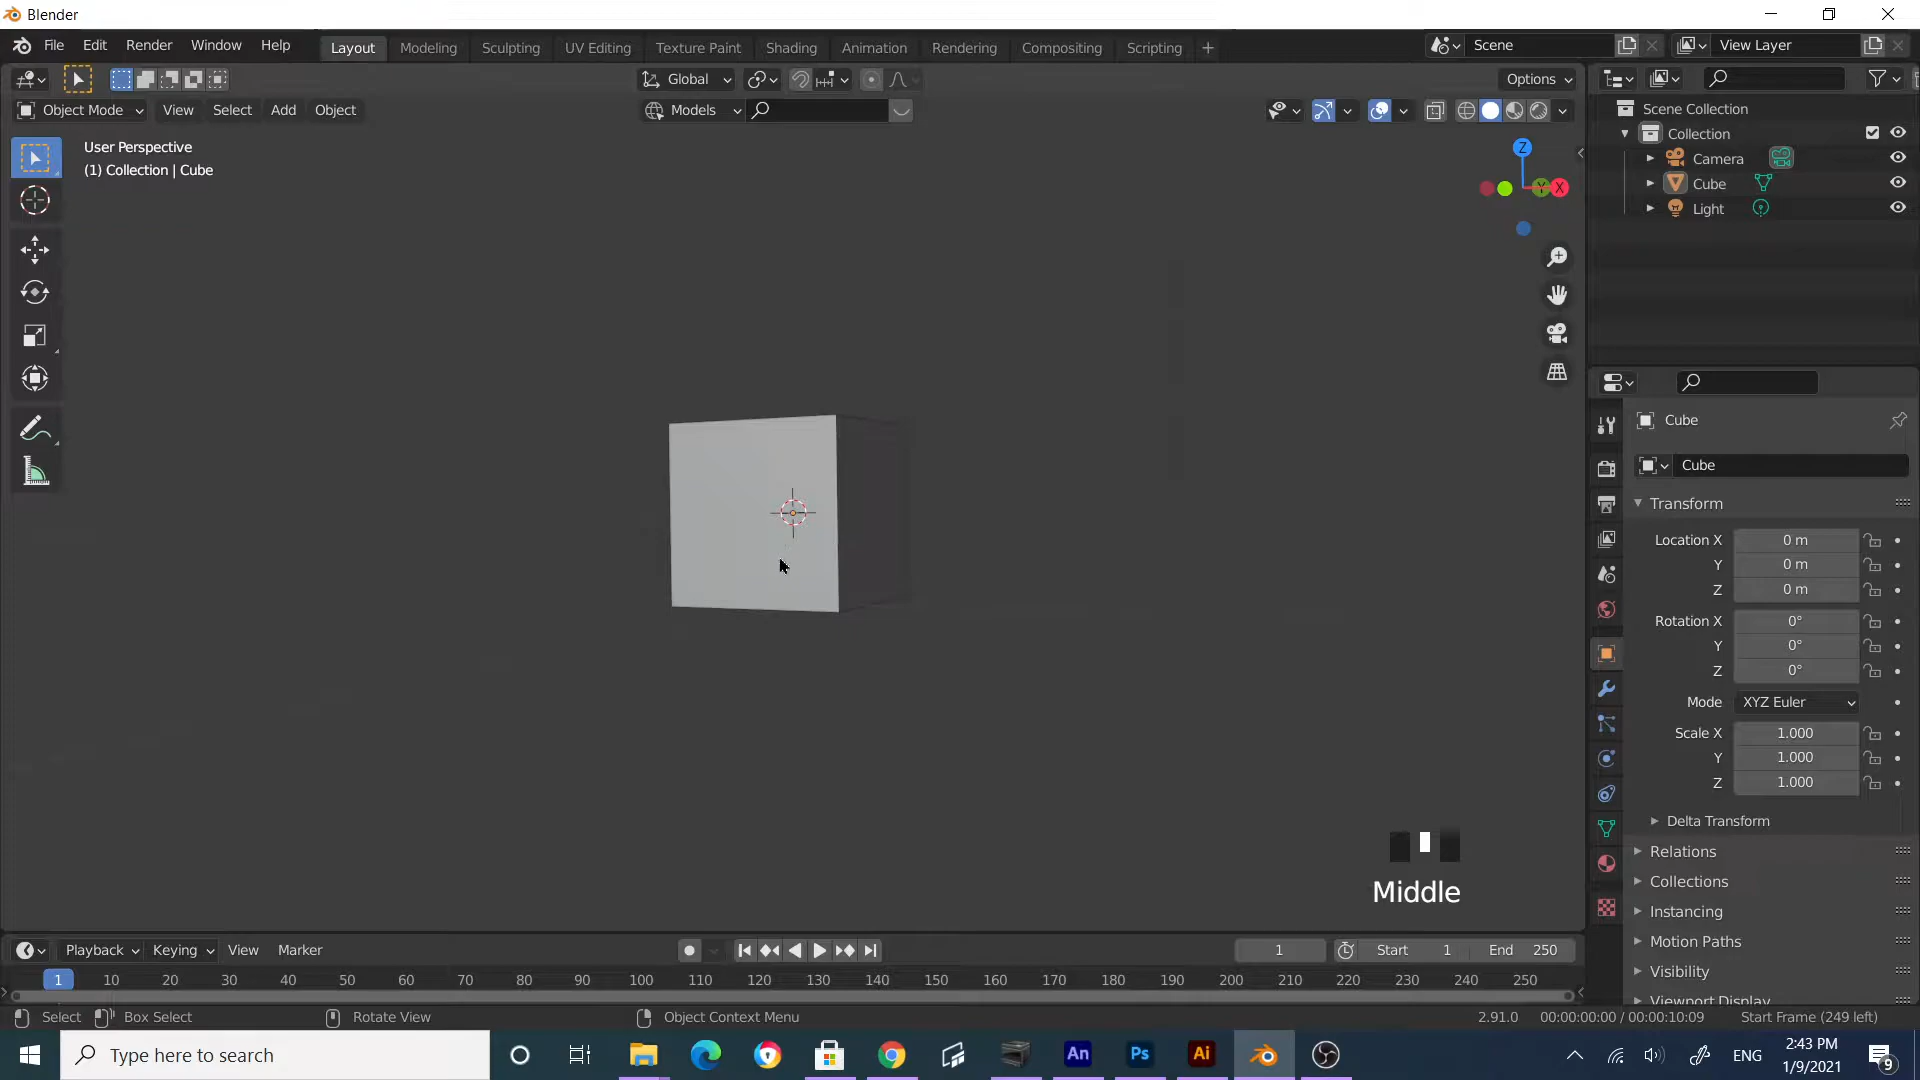 Blender
File Edit Render Window Help Layout Modeling Sculpting UV Editing Texture Paint Shading Animation Rendering Compositing Scripting + Scene View Layer
Global Options
Object Mode View Select Add Object Models
User Perspective
(1) Collection | Cube
Z
Y X
Scene Collection
Collection
Camera
Cube
Light
Cube
Cube
Transform
Location X 0 m
Y 0 m
Z 0 m
Rotation X 0°
Y 0°
Z 0°
Mode XYZ Euler
Scale X 1.000
Y 1.000
Z 1.000
Delta Transform
Relations
Collections
Instancing
Motion Paths
Visibility
Viewport Display
Middle
Playback Keying View Marker 1 Start 1 End 250
1 10 20 30 40 50 60 70 80 90 100 110 120 130 140 150 160 170 180 190 200 210 220 230 240 250
Select Box Select Rotate View Object Context Menu 2.91.0 00:00:00:00 / 00:00:10:09 Start Frame (249 left)
Type here to search An Ps Ai ENG 2:43 PM
1/9/2021 9